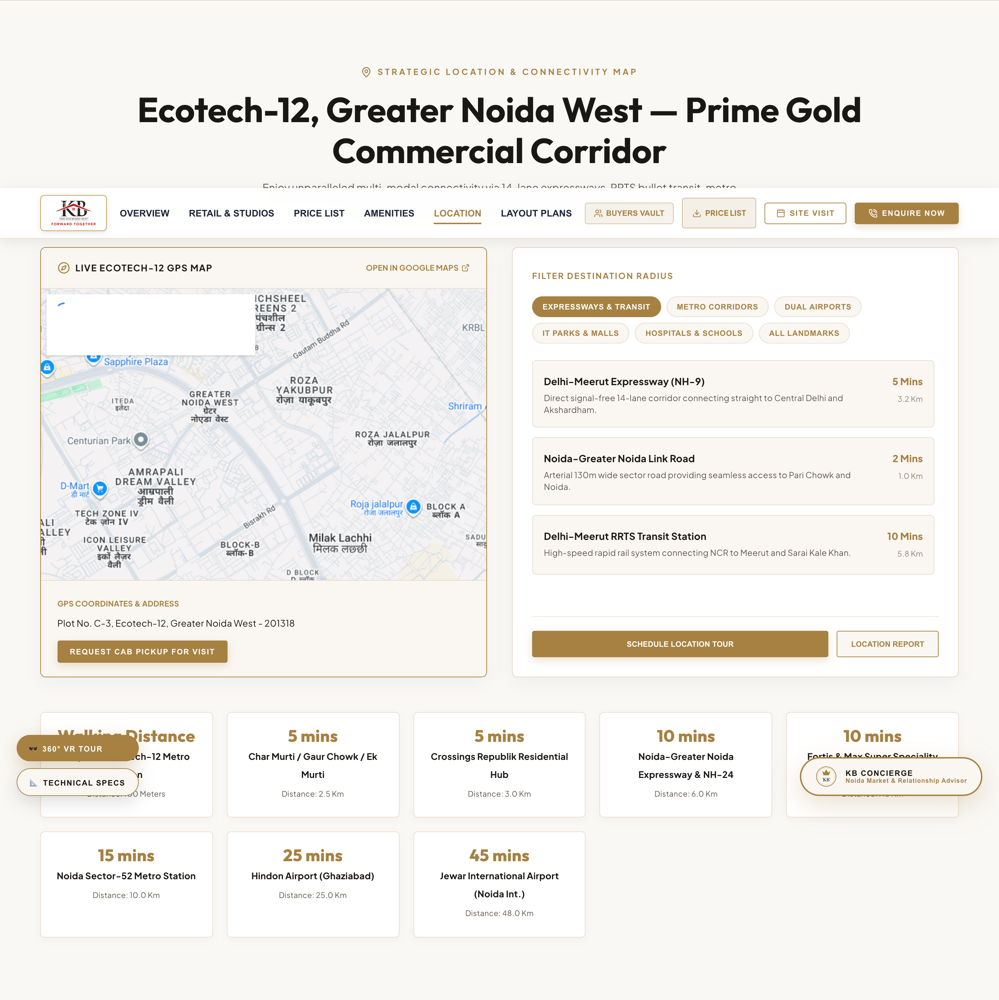 STRATEGIC LOCATION & CONNECTIVITY MAP
Ecotech-12, Greater Noida West — Prime Gold
Commercial Corridor
Enjoy unparalleled multi-modal connectivity via 14-lane expressways, RRTS bullet transit, metro
KB
FORWARD TOGETHER
OVERVIEW
RETAIL & STUDIOS
PRICE LIST
AMENITIES
LOCATION
LAYOUT PLANS
BUYERS VAULT
PRICE LIST
SITE VISIT
ENQUIRE NOW
LIVE ECOTECH-12 GPS MAP
OPEN IN GOOGLE MAPS
ICHSHEEL
REENS 2
पंचशील
ग्रीन्स 2
Gautam Buddha Rd
KRBL
Sapphire Plaza
ROZA
YAKUBPUR
रोज़ा याकूबपुर
GREATER
NOIDA WEST
ग्रेटर
नोएडा वेस्ट
ITEDA
इतेदा
Shriram
Centurian Park
ROZA JALALPUR
रोज़ा जलालपुर
AMRAPALI
DREAM VALLEY
आम्रपाली
ड्रीम वैली
D-Mart
डी मार्ट
Roja jalalpur
रोजा जलालपुर
BLOCK A
ब्लॉक A
TECH ZONE IV
टेक ज़ोन IV
Bisrakh Rd
ALI
ALLEY
ICON LEISURE
VALLEY
इकों लैज़र
वैली
BLOCK-B
ब्लॉक-B
Milak Lachhi
मिलक लछ्छी
SADU
D BLOCK
GPS COORDINATES & ADDRESS
Plot No. C-3, Ecotech-12, Greater Noida West - 201318
REQUEST CAB PICKUP FOR VISIT
FILTER DESTINATION RADIUS
EXPRESSWAYS & TRANSIT
METRO CORRIDORS
DUAL AIRPORTS
IT PARKS & MALLS
HOSPITALS & SCHOOLS
ALL LANDMARKS
Delhi-Meerut Expressway (NH-9)
5 Mins
Direct signal-free 14-lane corridor connecting straight to Central Delhi and
Akshardham.
3.2 Km
Noida-Greater Noida Link Road
2 Mins
Arterial 130m wide sector road providing seamless access to Pari Chowk and
Noida.
1.0 Km
Delhi-Meerut RRTS Transit Station
10 Mins
High-speed rapid rail system connecting NCR to Meerut and Sarai Kale Khan.
5.8 Km
SCHEDULE LOCATION TOUR
LOCATION REPORT
Walking Distance
ech-12 Metro
n
00 Meters
360° VR TOUR
TECHNICAL SPECS
5 mins
Char Murti / Gaur Chowk / Ek
Murti
Distance: 2.5 Km
5 mins
Crossings Republik Residential
Hub
Distance: 3.0 Km
10 mins
Noida-Greater Noida
Expressway & NH-24
Distance: 6.0 Km
10 mins
Fortis & Max Super Speciality
KB
KB CONCIERGE
Noida Market & Relationship Advisor
15 mins
Noida Sector-52 Metro Station
Distance: 10.0 Km
25 mins
Hindon Airport (Ghaziabad)
Distance: 25.0 Km
45 mins
Jewar International Airport
(Noida Int.)
Distance: 48.0 Km